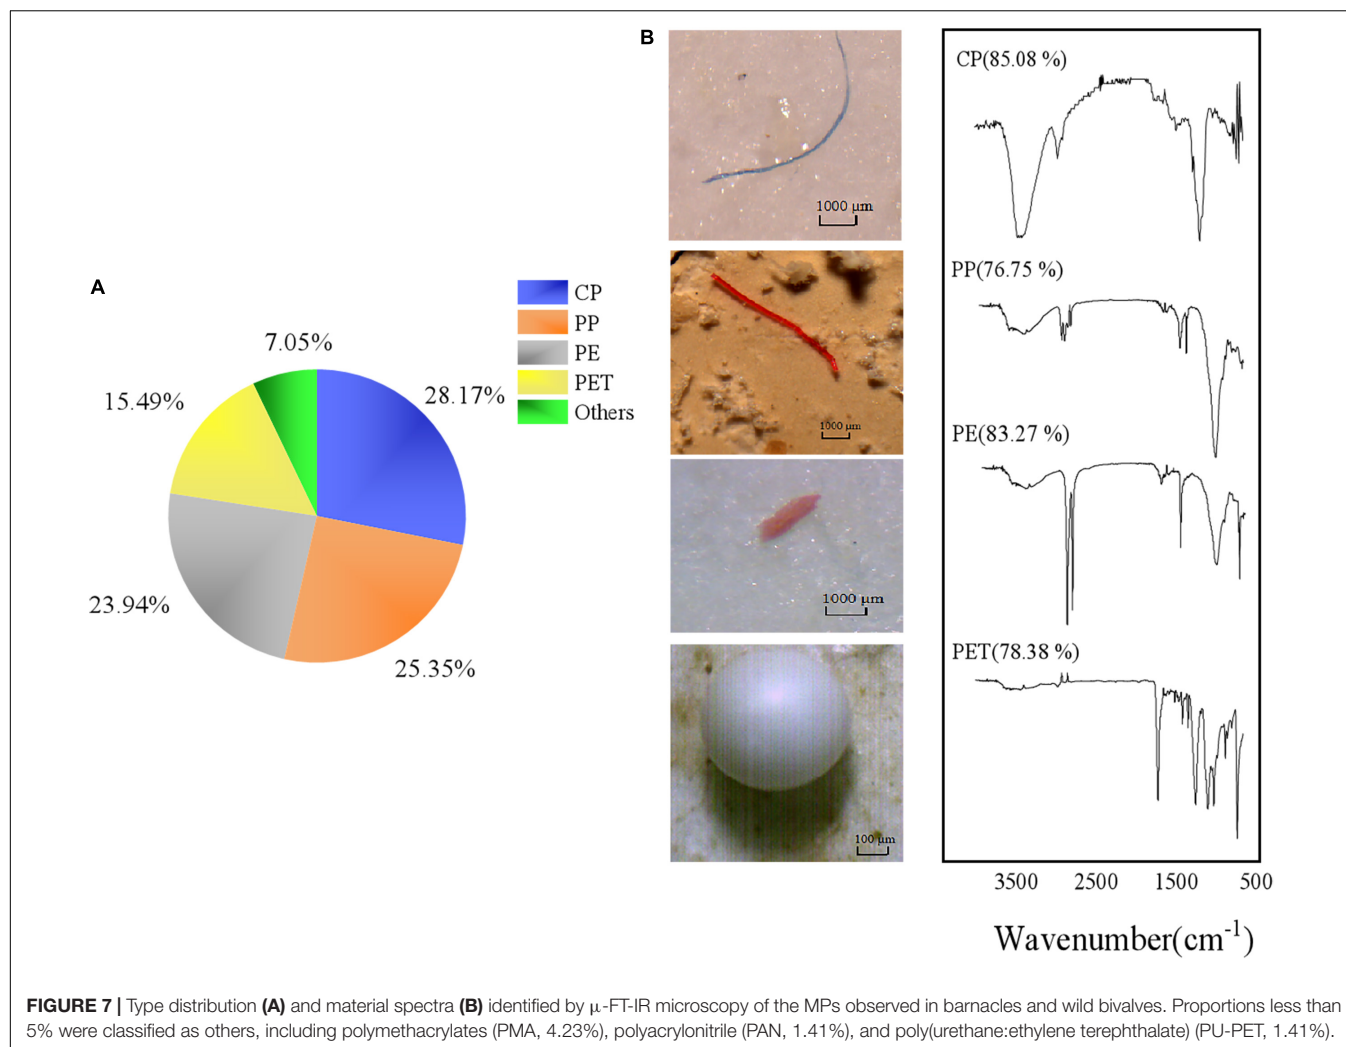 A
CP
PP
PE
PET
Others
7.05%
28.17%
15.49%
23.94%
25.35%
B
1000 μm
1000 μm
1000 μm
100 μm
CP(85.08 %)
PP(76.75 %)
PE(83.27 %)
PET(78.38 %)
3500 2500 1500 500
Wavenumber(cm⁻¹)
FIGURE 7 | Type distribution (A) and material spectra (B) identified by μ-FT-IR microscopy of the MPs observed in barnacles and wild bivalves. Proportions less than
5% were classified as others, including polymethacrylates (PMA, 4.23%), polyacrylonitrile (PAN, 1.41%), and poly(urethane:ethylene terephthalate) (PU-PET, 1.41%).